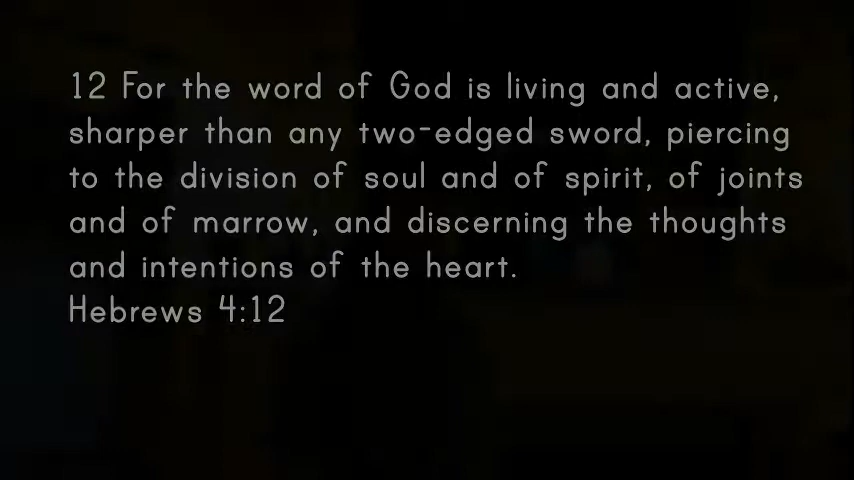 12 For the word of God is living and active,
sharper than any two-edged sword, piercing
to the division of soul and of spirit, of joints
and of marrow, and discerning the thoughts
and intentions of the heart.
Hebrews 4:12